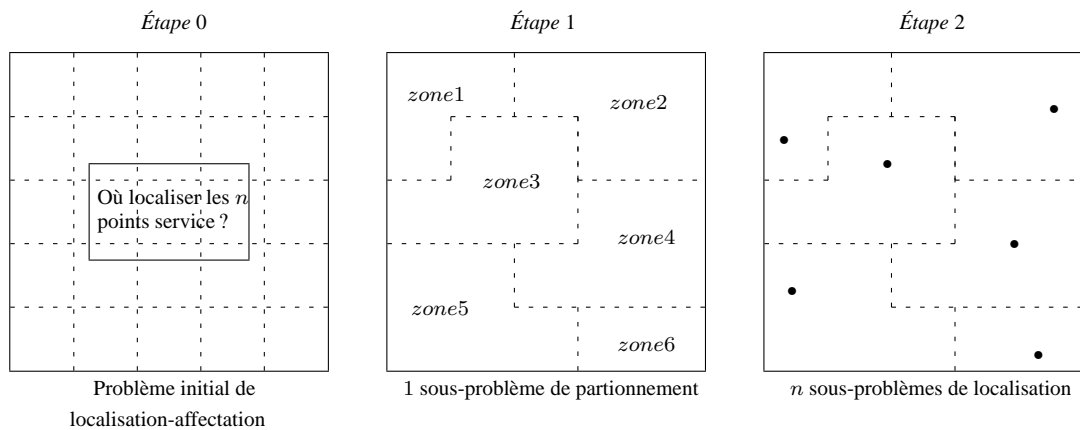 Étape 0
Où localiser les n
points service ?
Problème initial de
localisation-affectation
Étape 1
zone1
zone2
zone3
zone4
zone5
zone6
1 sous-problème de partionnement
Étape 2
n sous-problèmes de localisation